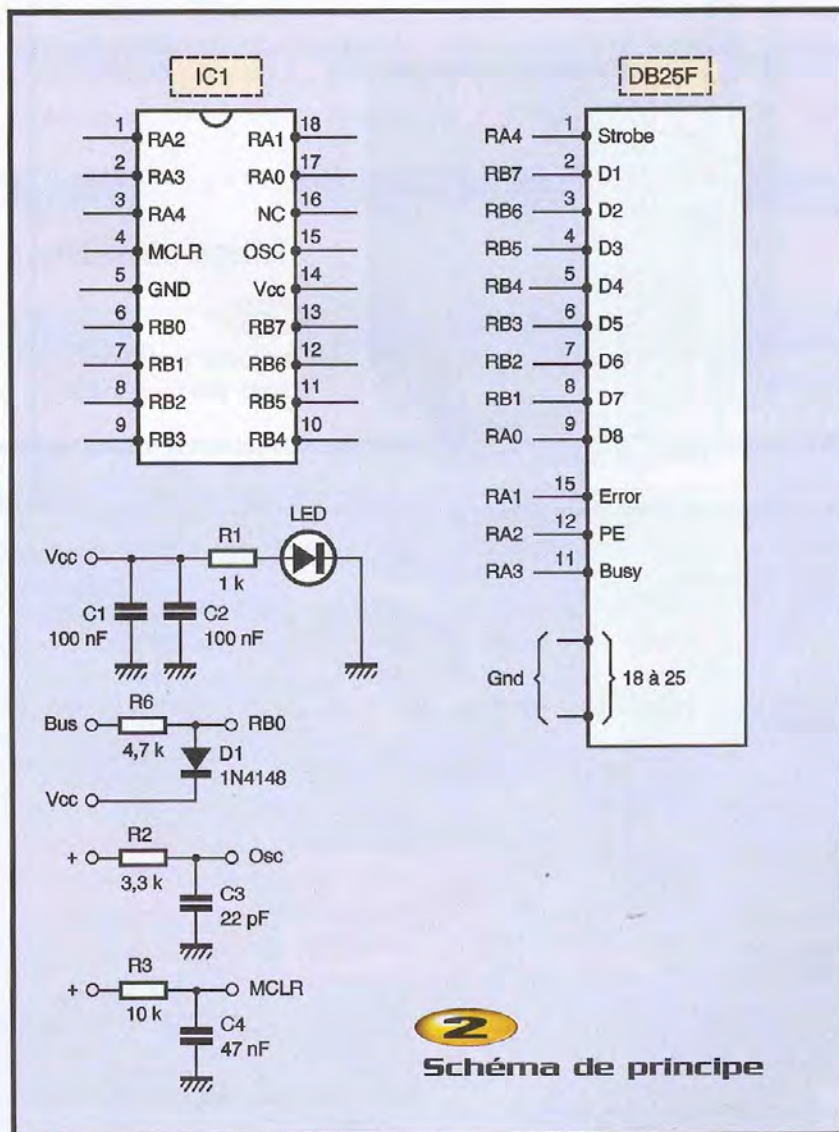 IC1
1 RA2 RA1 18
2 RA3 RA0 17
3 RA4 NC 16
4 MCLR OSC 15
5 GND Vcc 14
6 RB0 RB7 13
7 RB1 RB6 12
8 RB2 RB5 11
9 RB3 RB4 10
DB25F
RA4 1 Strobe
RB7 2 D1
RB6 3 D2
RB5 4 D3
RB4 5 D4
RB3 6 D5
RB2 7 D6
RB1 8 D7
RA0 9 D8
RA1 15 Error
RA2 12 PE
RA3 11 Busy
Gnd 18 à 25
LED
R1
Vcc
1 k
C1 C2
100 nF 100 nF
R6
Bus RB0
4,7 k D1
1N4148
Vcc
R2
+ Osc
3,3 k C3
22 pF
R3
+ MCLR
10 k C4
47 nF
2
Schéma de principe